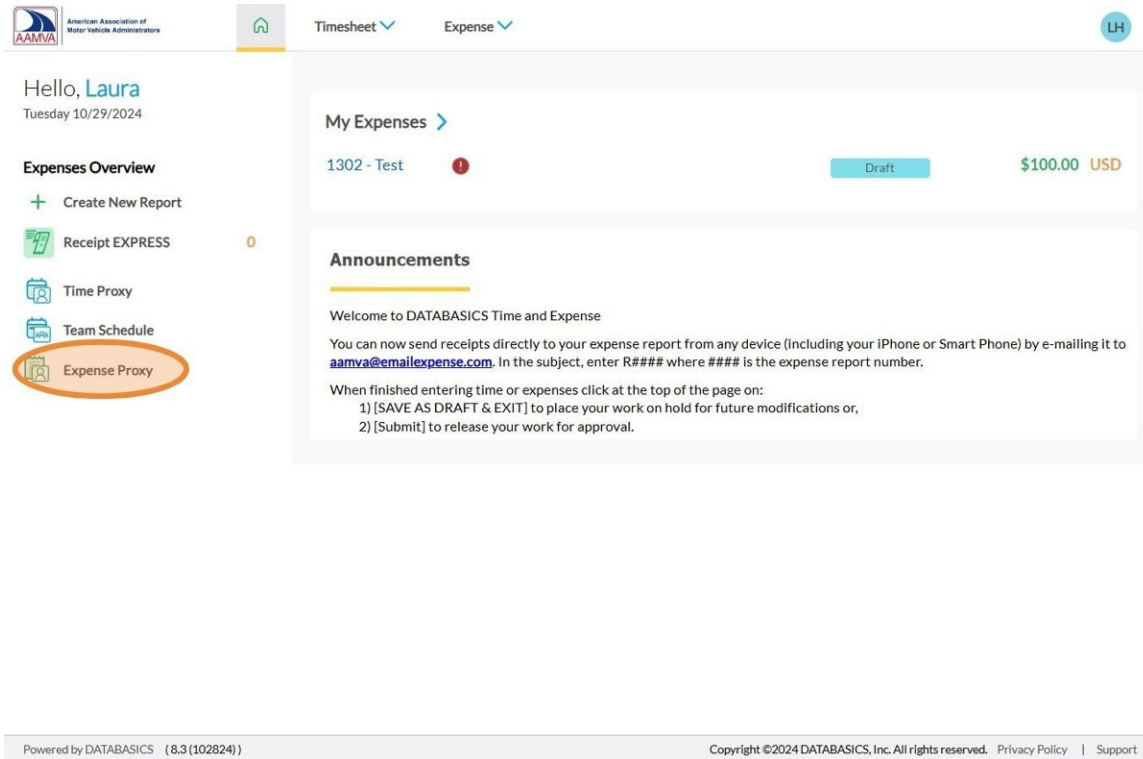 AAMVA
American Association of
Motor Vehicle Administrators
Timesheet
Expense
LH
Hello, Laura
Tuesday 10/29/2024
Expenses Overview
Create New Report
Receipt EXPRESS 0
Time Proxy
Team Schedule
Expense Proxy
My Expenses
1302 - Test ! Draft $100.00 USD
Announcements
Welcome to DATABASICS Time and Expense
You can now send receipts directly to your expense report from any device (including your iPhone or Smart Phone) by e-mailing it to
aamva@emailexpense.com. In the subject, enter R#### where #### is the expense report number.
When finished entering time or expenses click at the top of the page on:
1) [SAVE AS DRAFT & EXIT] to place your work on hold for future modifications or,
2) [Submit] to release your work for approval.
Powered by DATABASICS (8.3 (102824))
Copyright ©2024 DATABASICS, Inc. All rights reserved. Privacy Policy | Support